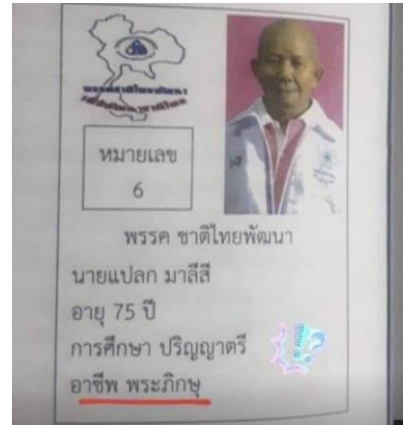 หมายเลข
6
พรรค ชาติไทยพัฒนา
นายแปลก มาลีสี
อายุ 75 ปี
การศึกษา ปริญญาตรี
อาชีพ พระภิกษุ